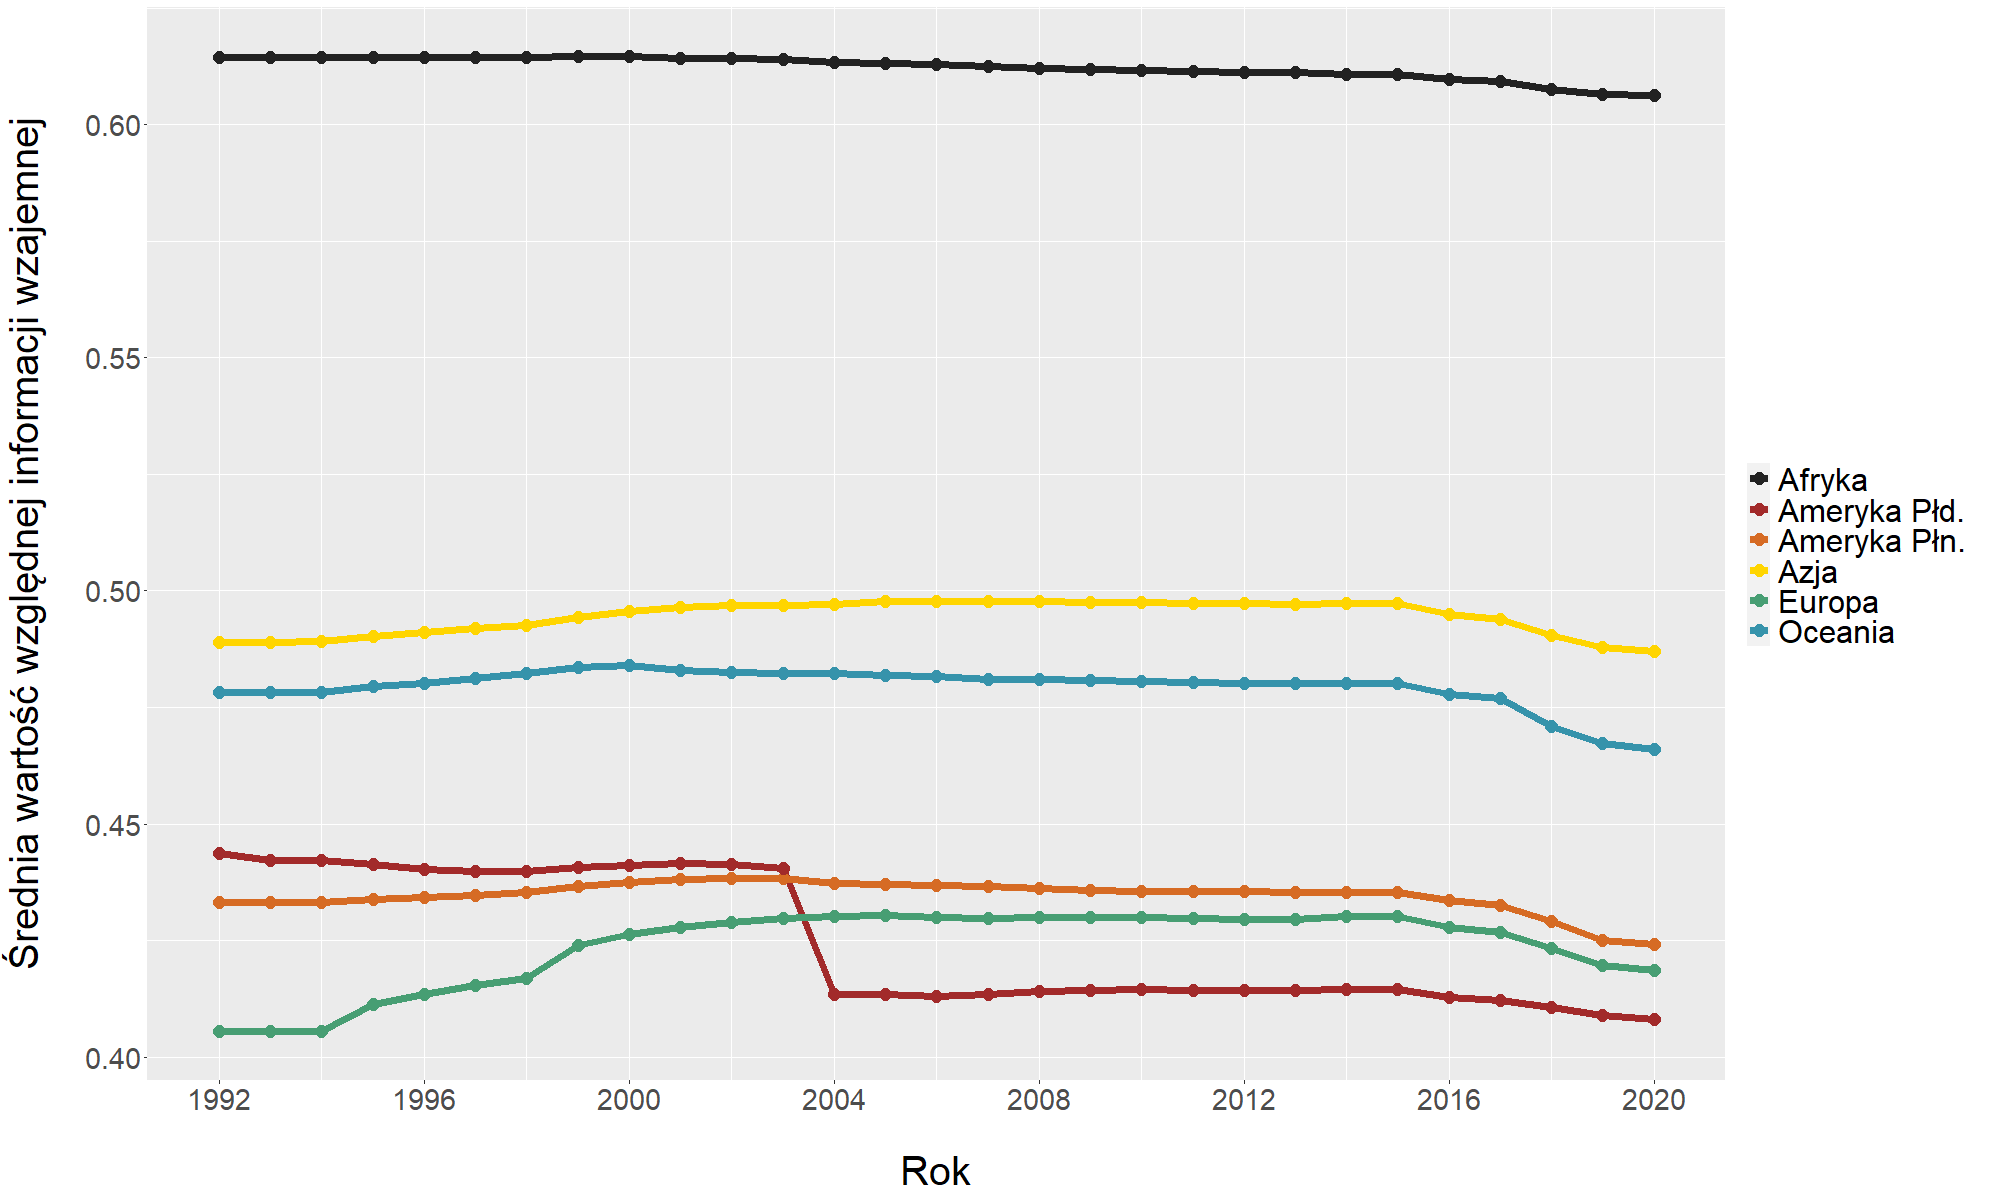 Średnia wartość względnej informacji wzajemnej
0.60
0.55
0.50
0.45
0.40
1992 1996 2000 2004 2008 2012 2016 2020
Rok
Afryka
Ameryka Płd.
Ameryka Płn.
Azja
Europa
Oceania